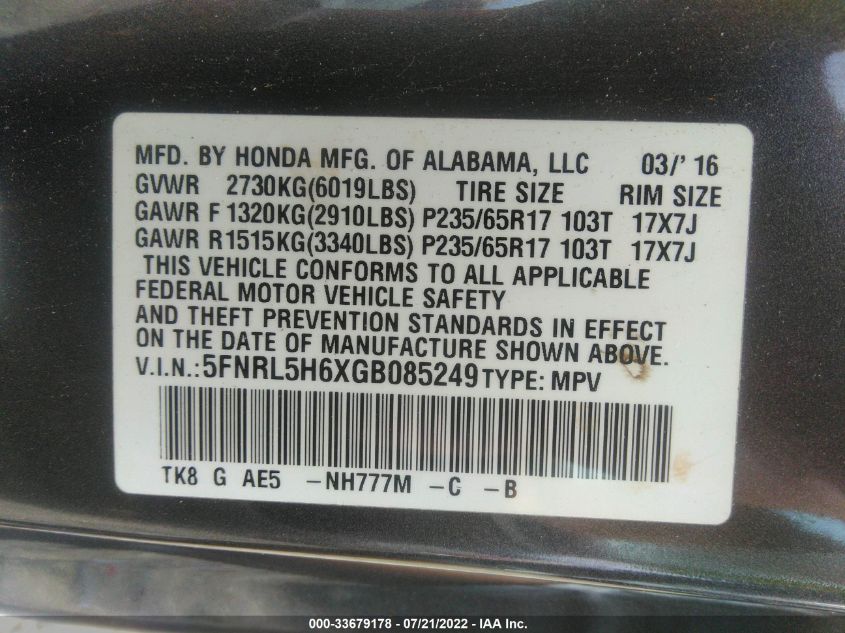 MFD. BY HONDA MFG. OF ALABAMA, LLC 03/' 16
GVWR 2730KG(6019LBS) TIRE SIZE RIM SIZE
GAWR F 1320KG(2910LBS) P235/65R17 103T 17X7J
GAWR R1515KG(3340LBS) P235/65R17 103T 17X7J
THIS VEHICLE CONFORMS TO ALL APPLICABLE
FEDERAL MOTOR VEHICLE SAFETY
AND THEFT PREVENTION STANDARDS IN EFFECT
ON THE DATE OF MANUFACTURE SHOWN ABOVE.
V.I.N.: 5FNRL5H6XGB085249 TYPE: MPV
TK8 G AE5 -NH777M -C -B
000-33679178 - 07/21/2022 - IAA Inc.